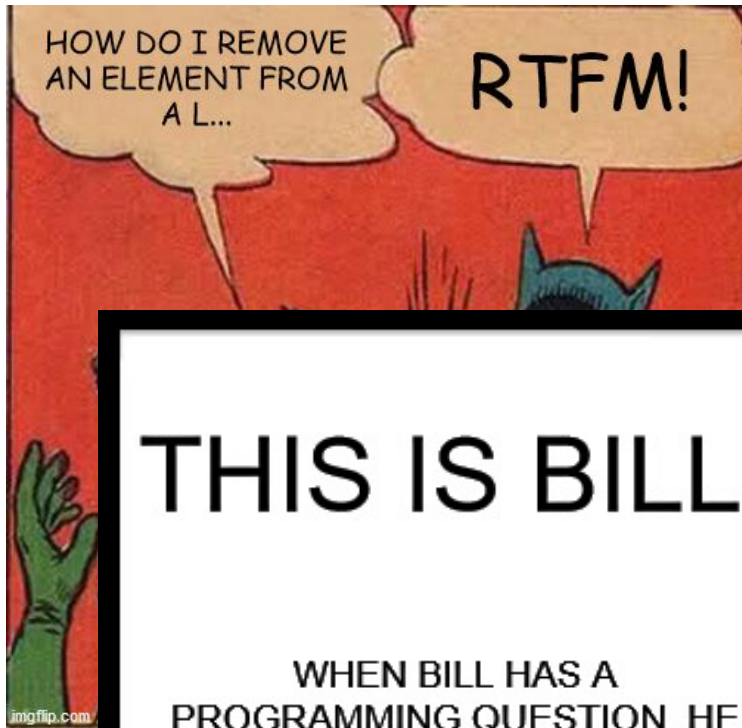 HOW DO I REMOVE
AN ELEMENT FROM
A L...
RTFM!
THIS IS BILL
WHEN BILL HAS A
PROGRAMMING QUESTION, HE
imgflip.com